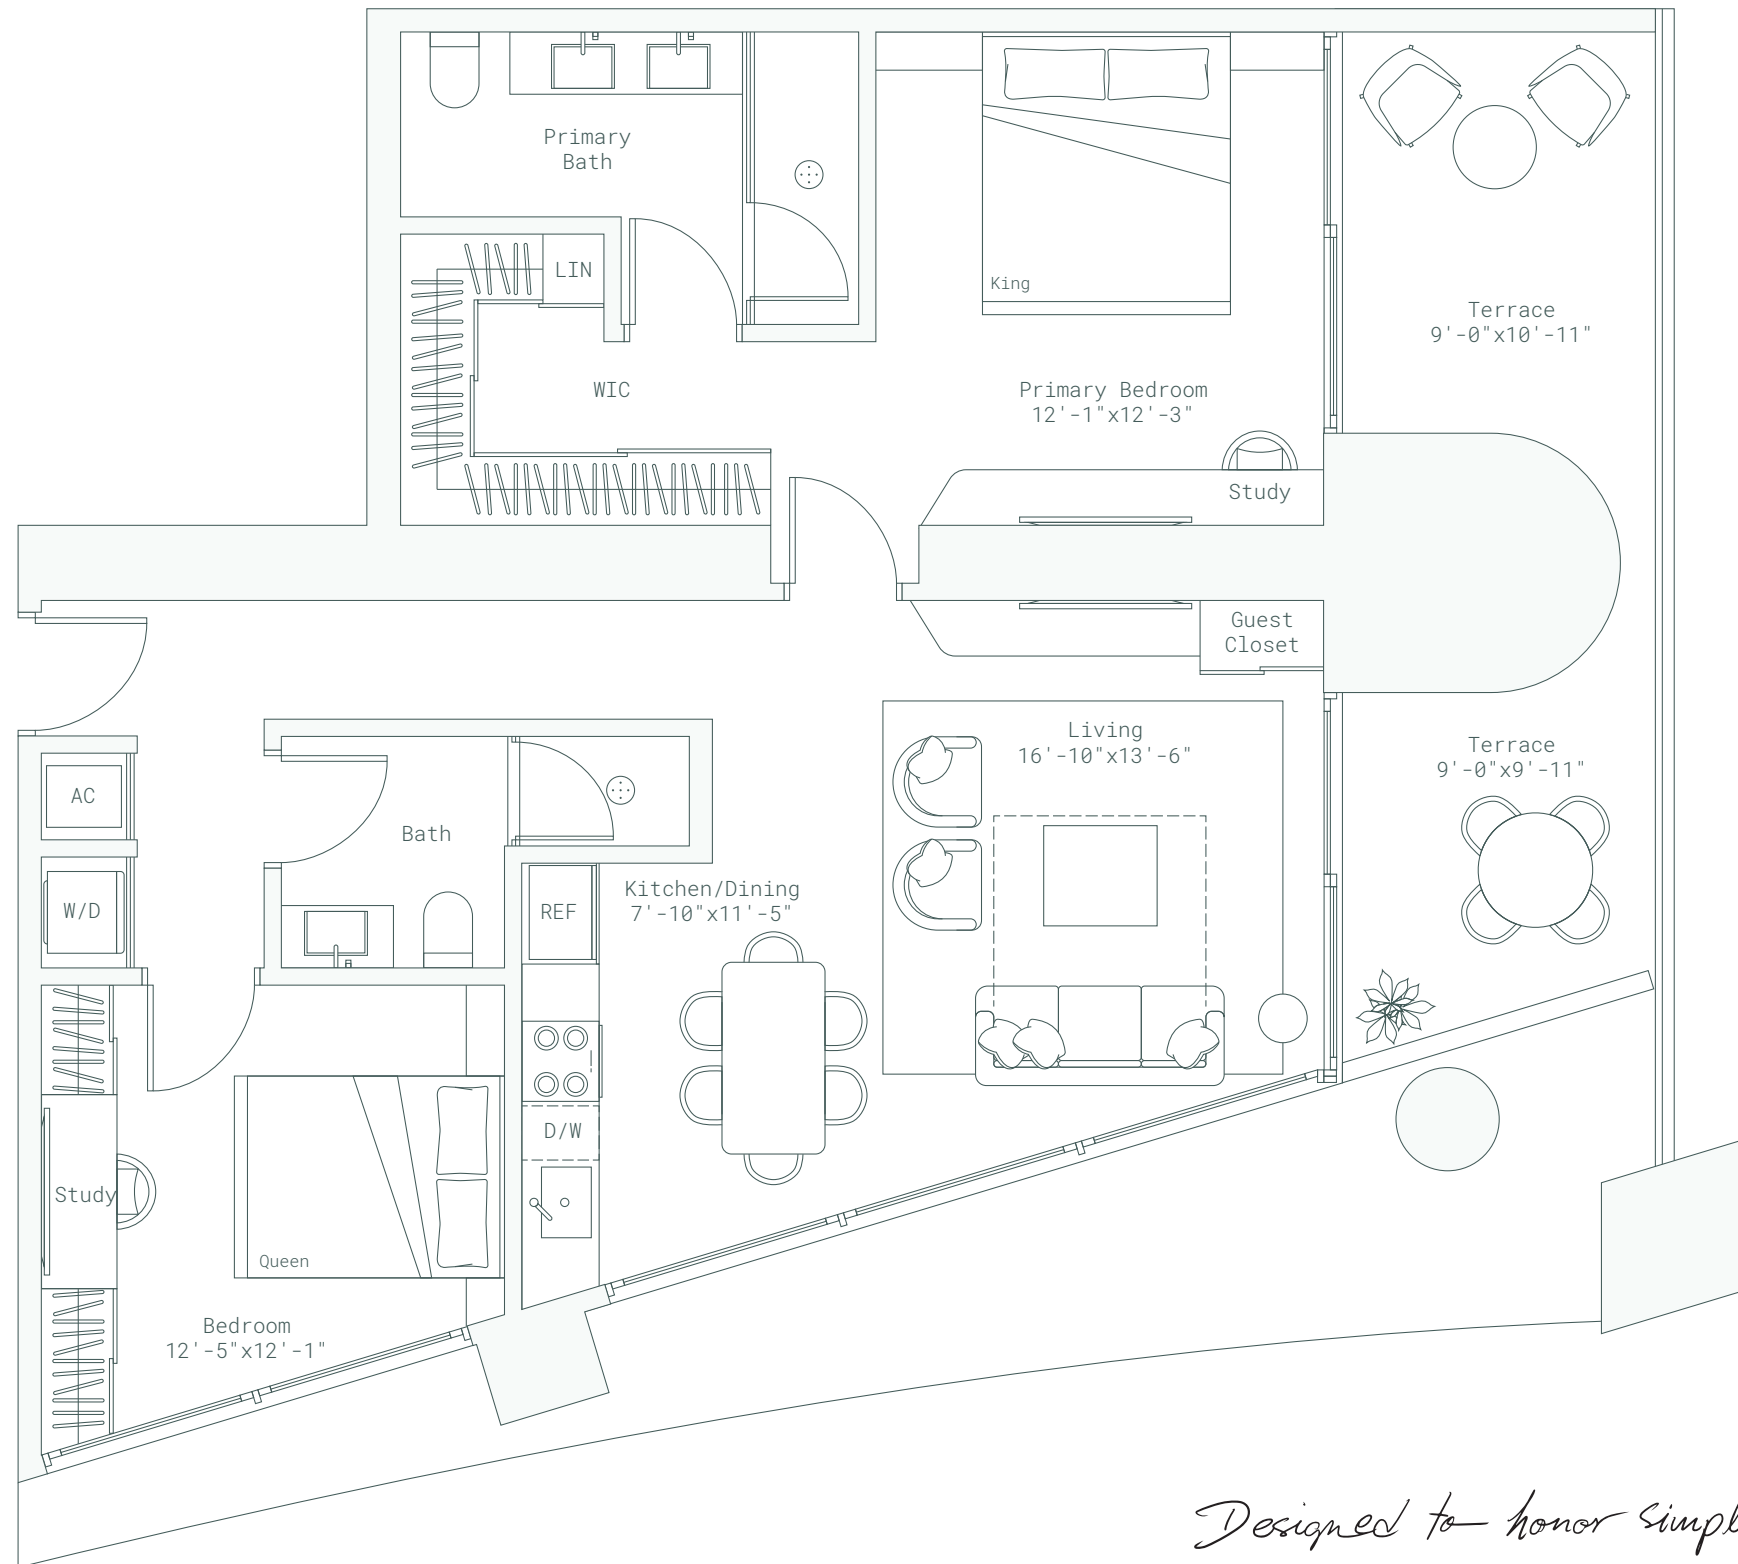 Primary
Bath
LIN
King
WIC
Primary Bedroom
12'-1"x12'-3"
Terrace
9'-0"x10'-11"
Study
Guest
Closet
Living
16'-10"x13'-6"
Terrace
9'-0"x9'-11"
AC
Bath
W/D
REF
Kitchen/Dining
7'-10"x11'-5"
D/W
Study
Queen
Bedroom
12'-5"x12'-1"
Designed to honor simpl